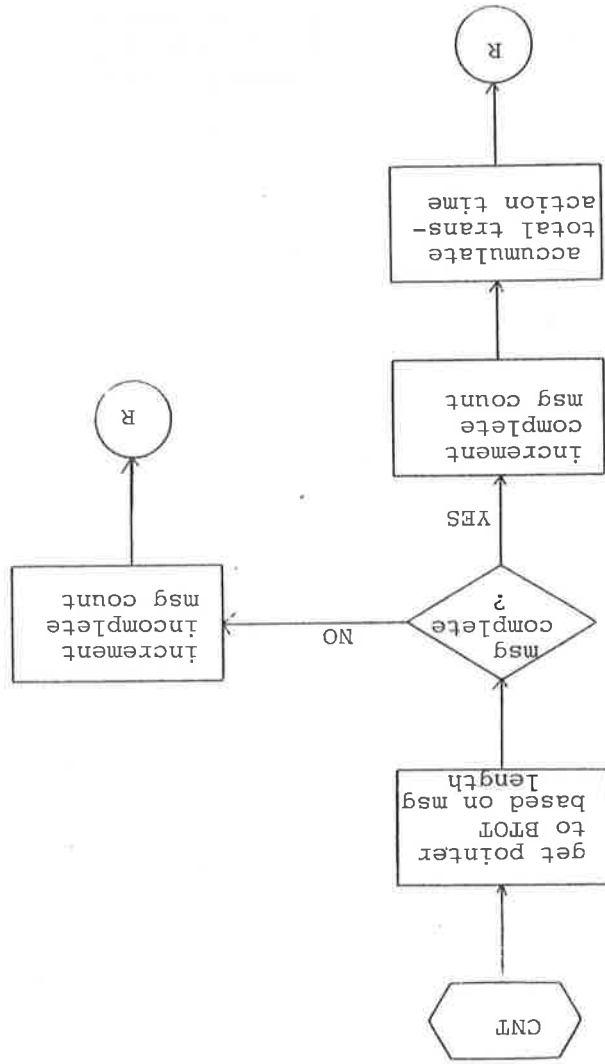 CNT
get pointer
to BTOT
based on msg
length
msg
complete
?
NO
increment
incomplete
msg count
R
YES
increment
complete
msg count
accumulate
total trans-
action time
R